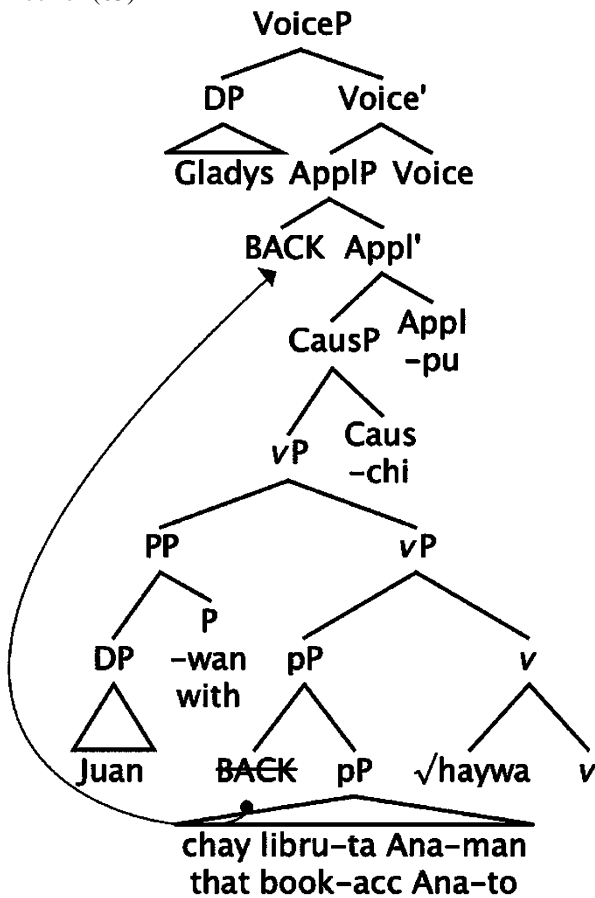 VoiceP
DP Voice'
Gladys ApplP Voice
BACK Appl'
CausP Appl
-pu
vP Caus
-chi
PP vP
DP P pP v
-wan
with
Juan BACK pP √haywa v
chay libru-ta Ana-man
that book-acc Ana-to